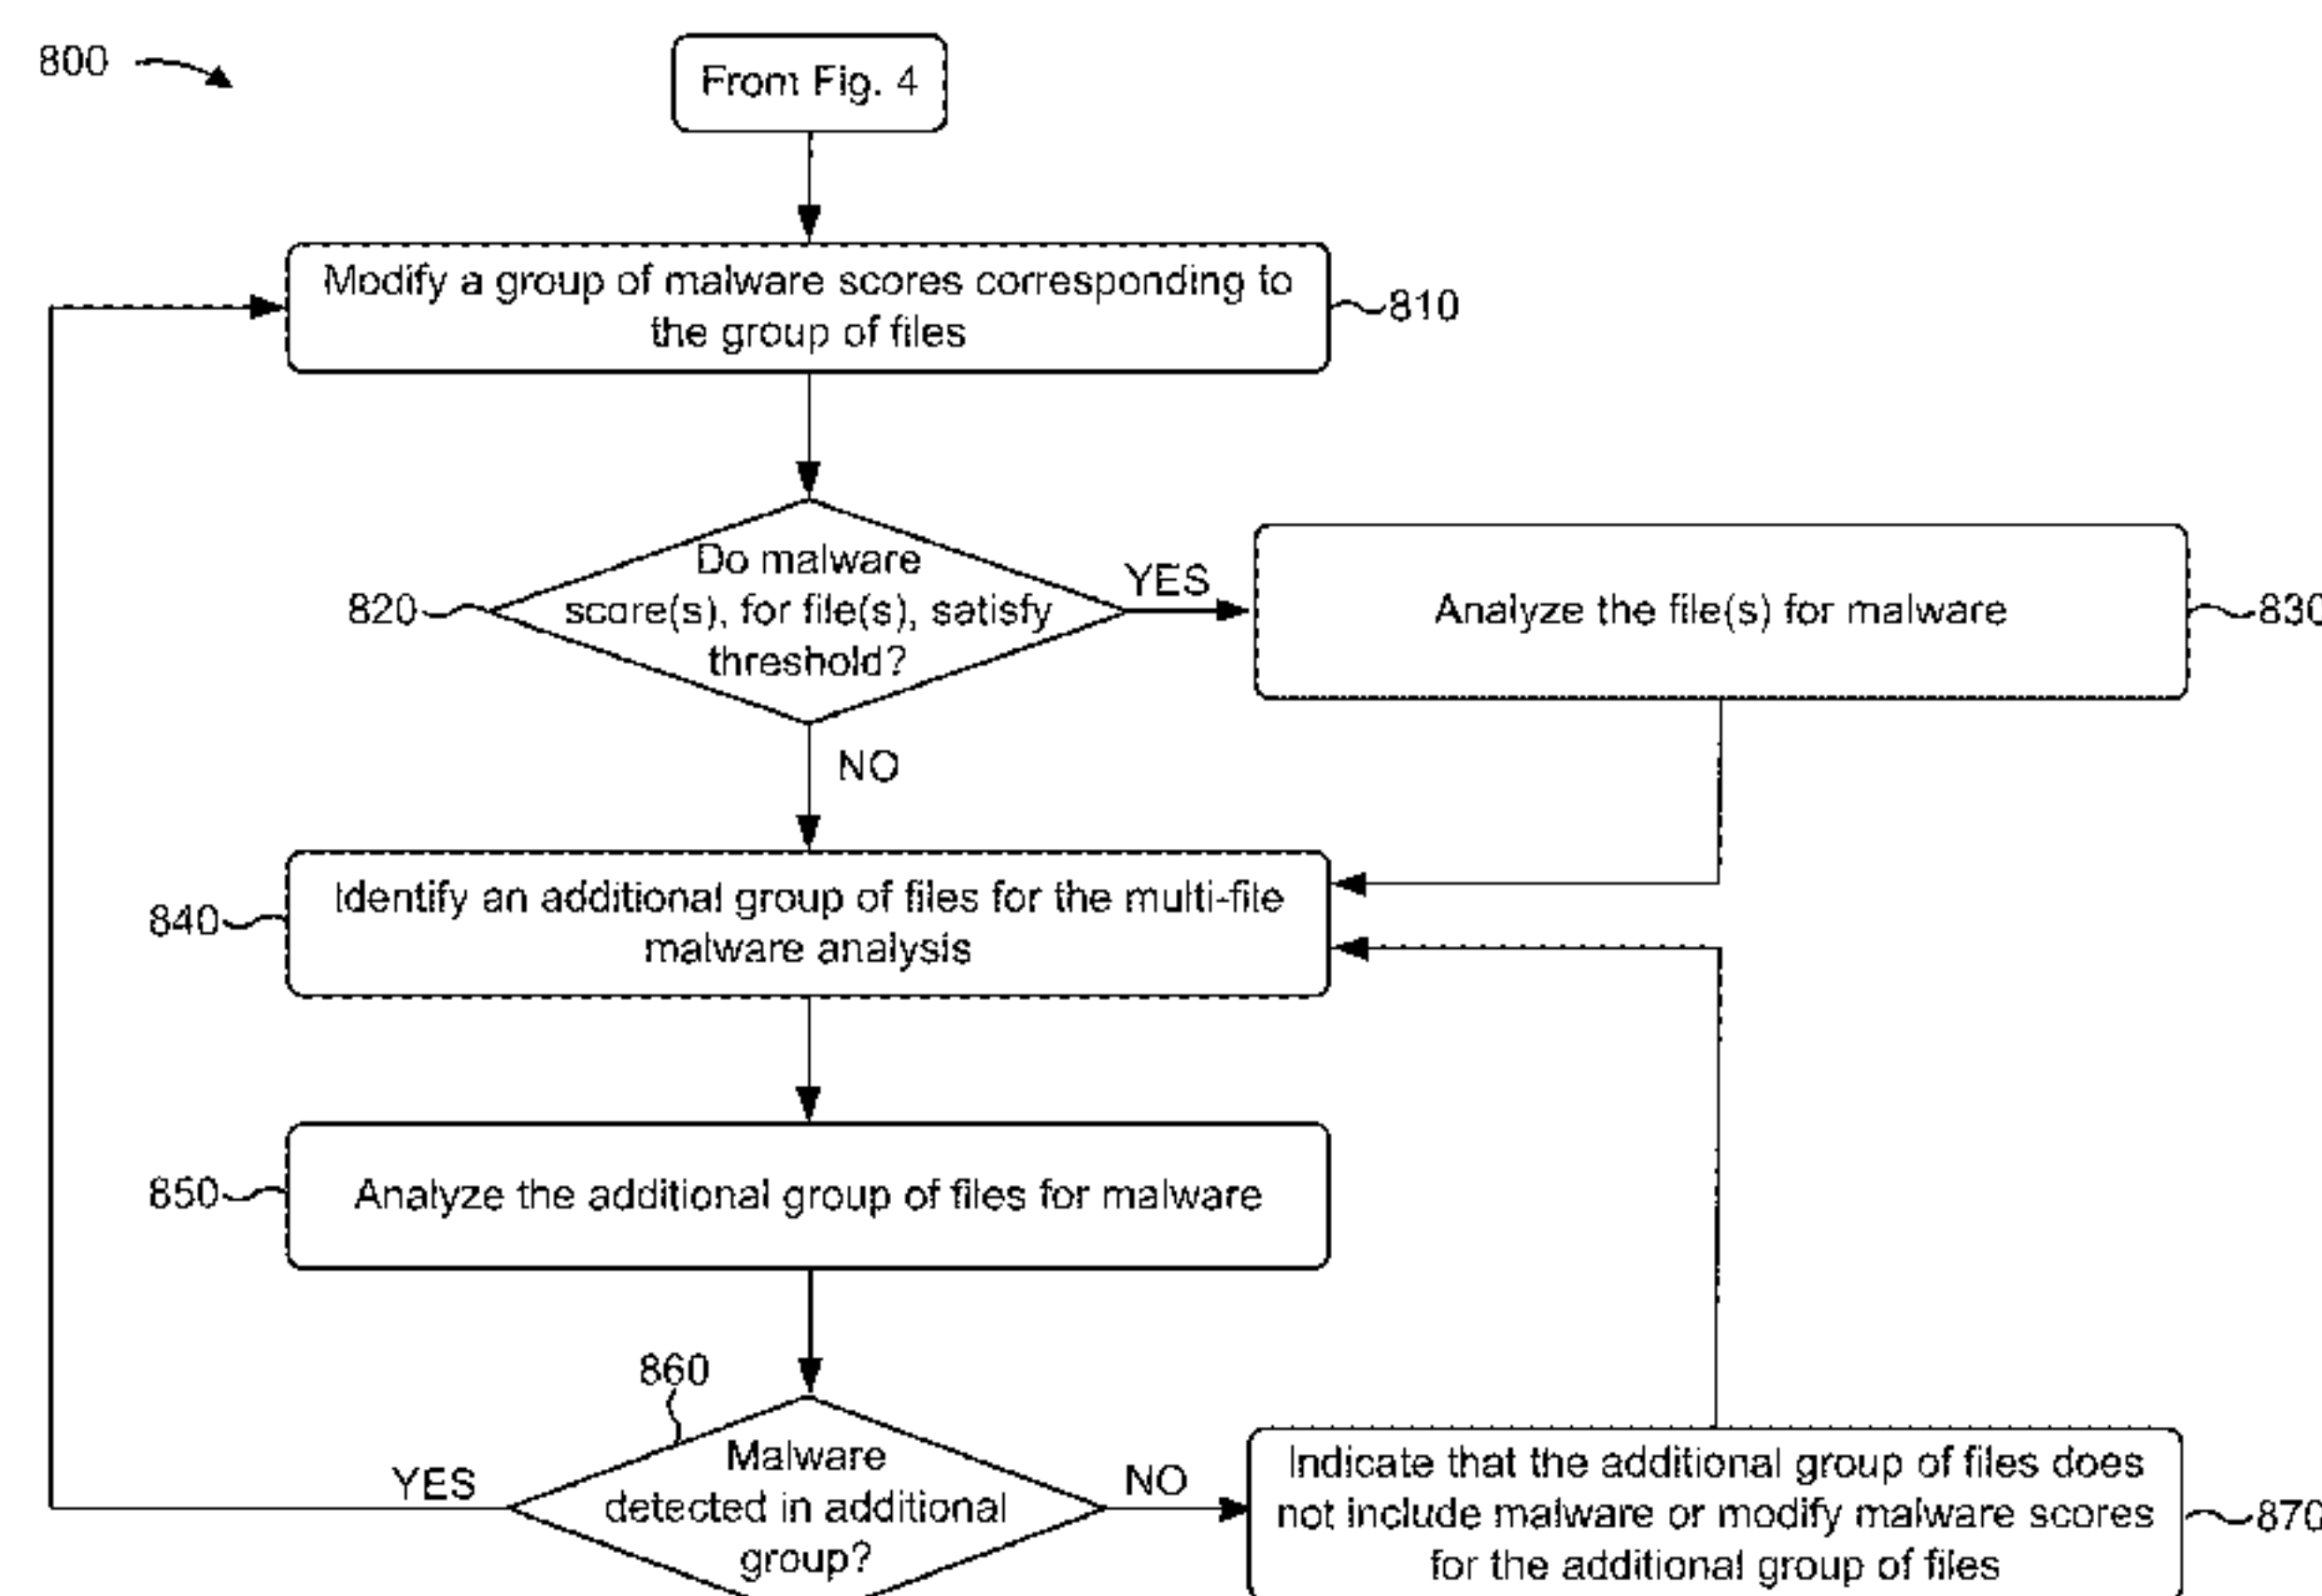 800
From Fig. 4
Modify a group of malware scores corresponding to
the group of files
810
Do malware
score(s), for file(s), satisfy
threshold?
820
YES
Analyze the file(s) for malware
830
NO
Identify an additional group of files for the multi-file
malware analysis
840
Analyze the additional group of files for malware
850
860
Malware
detected in additional
group?
YES
NO
Indicate that the additional group of files does
not include malware or modify malware scores
for the additional group of files
870